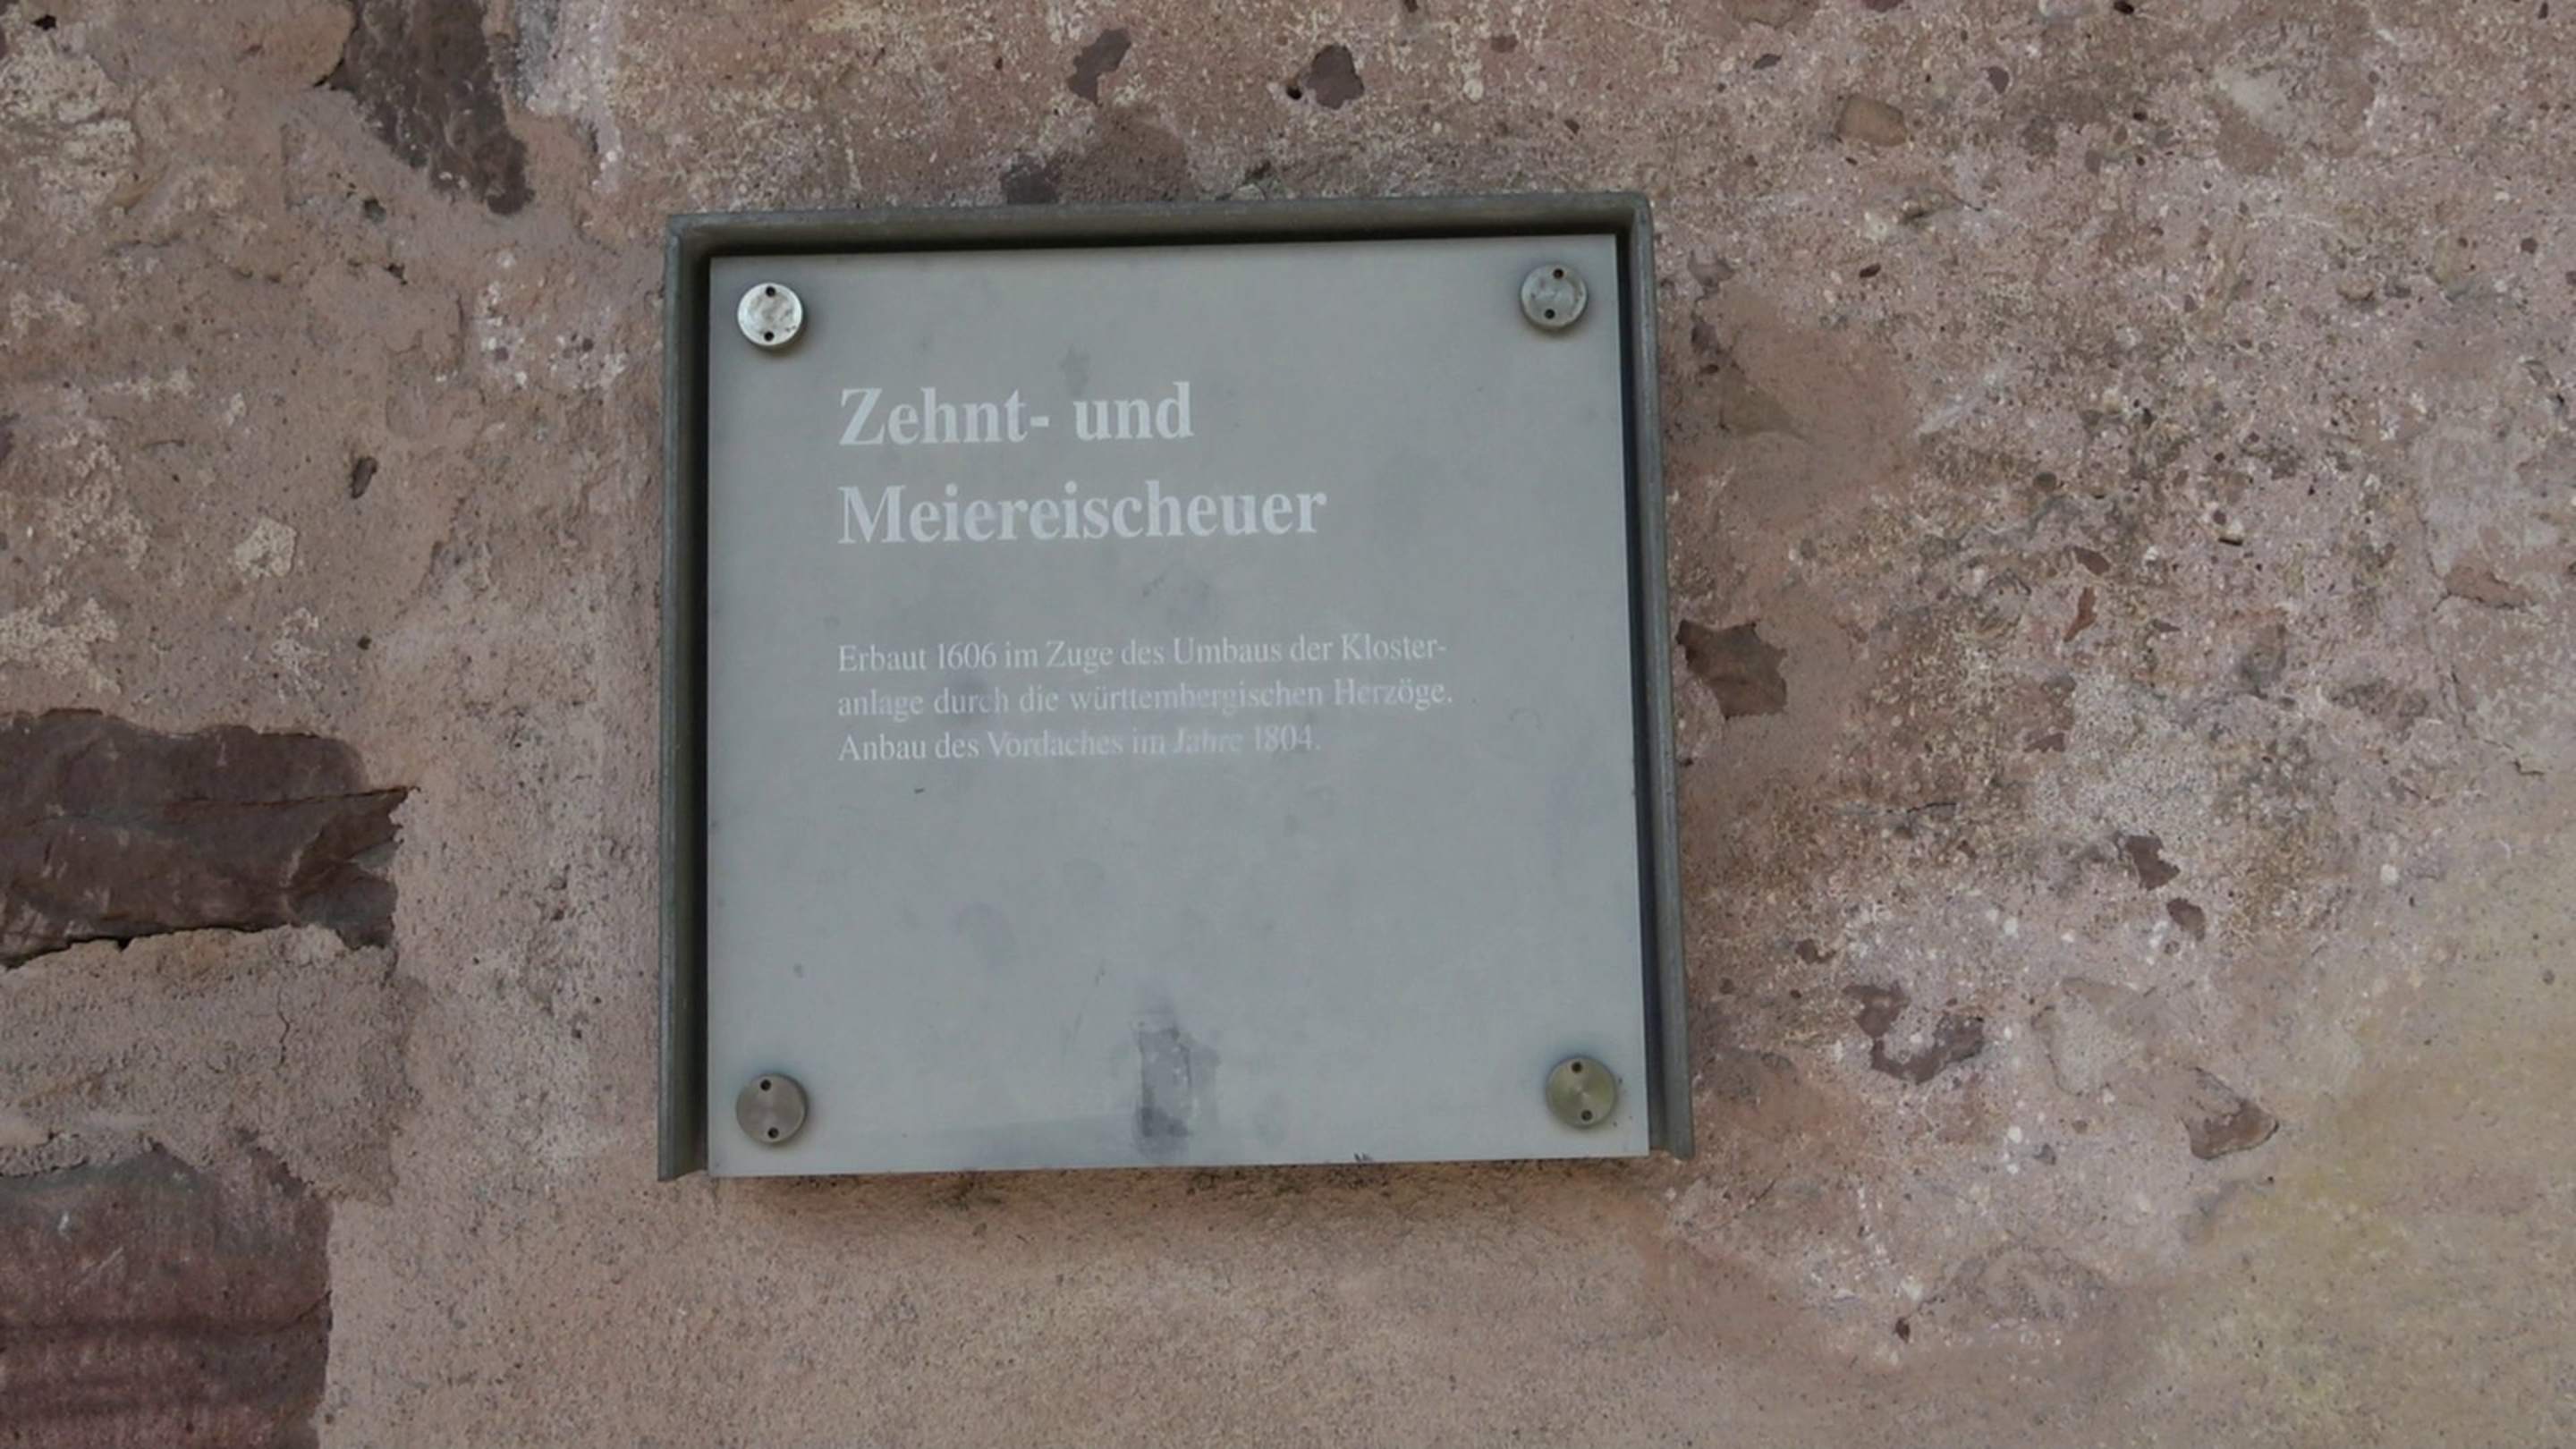 Zehnt- und
Meiereischeuer
Erbaut 1606 im Zuge des Umbaus der Kloster-
anlage durch die württembergischen Herzöge.
Anbau des Vordaches im Jahre 1804.